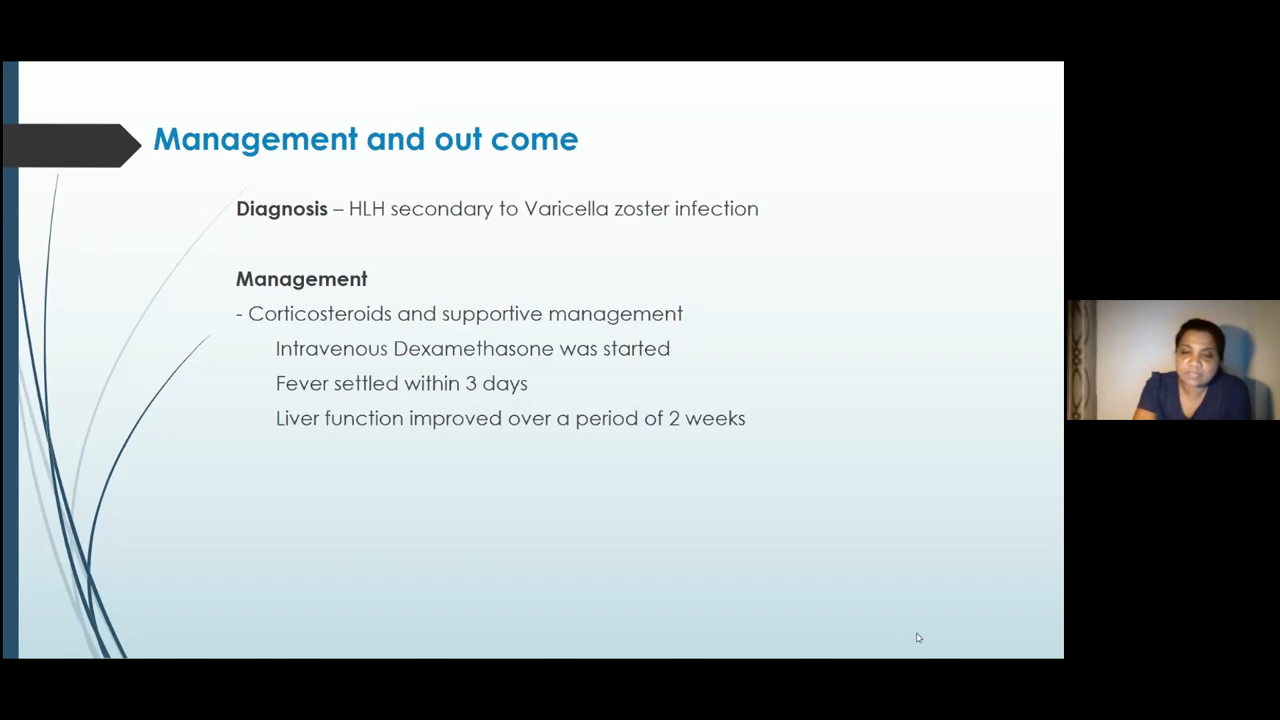 Management and out come
Diagnosis – HLH secondary to Varicella zoster infection
Management
- Corticosteroids and supportive management
Intravenous Dexamethasone was started
Fever settled within 3 days
Liver function improved over a period of 2 weeks